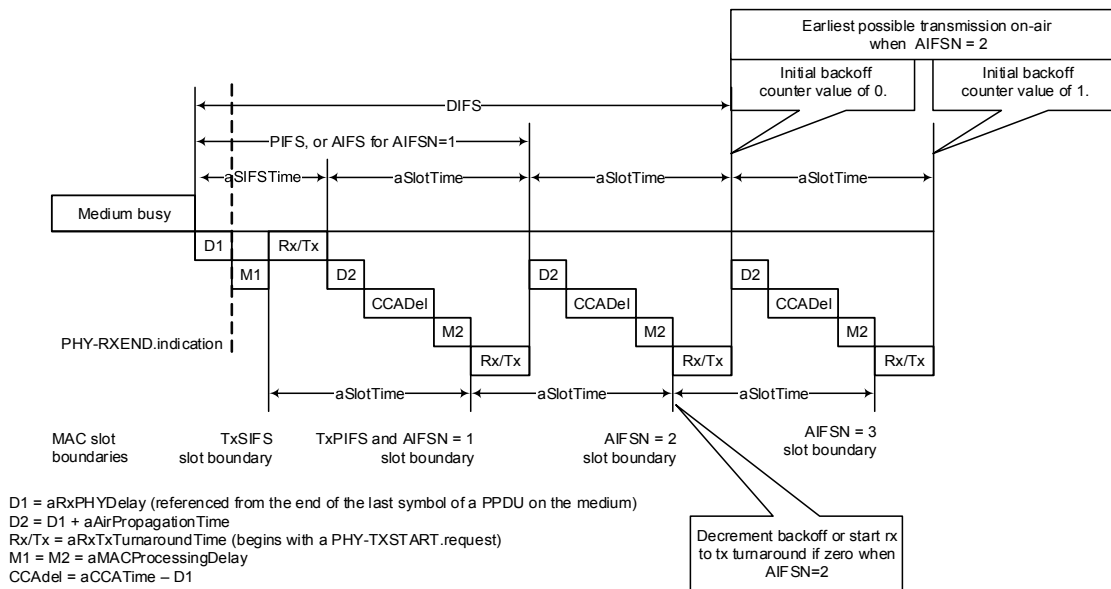 Earliest possible transmission on-air
when AIFSN = 2
Initial backoff
counter value of 0.
Initial backoff
counter value of 1.
DIFS
PIFS, or AIFS for AIFSN=1
aSIFSTime
aSlotTime
aSlotTime
aSlotTime
Medium busy
D1
Rx/Tx
M1
D2
D2
D2
CCADel
CCADel
CCADel
M2
M2
M2
PHY-RXEND.indication
Rx/Tx
Rx/Tx
Rx/Tx
aSlotTime
aSlotTime
aSlotTime
MAC slot
boundaries
TxSIFS
slot boundary
TxPIFS and AIFSN = 1
slot boundary
AIFSN = 2
slot boundary
AIFSN = 3
slot boundary
D1 = aRxPHYDelay (referenced from the end of the last symbol of a PPDU on the medium)
D2 = D1 + aAirPropagationTime
Rx/Tx = aRxTxTurnaroundTime (begins with a PHY-TXSTART.request)
M1 = M2 = aMACProcessingDelay
CCAdel = aCCATime – D1
Decrement backoff or start rx
to tx turnaround if zero when
AIFSN=2